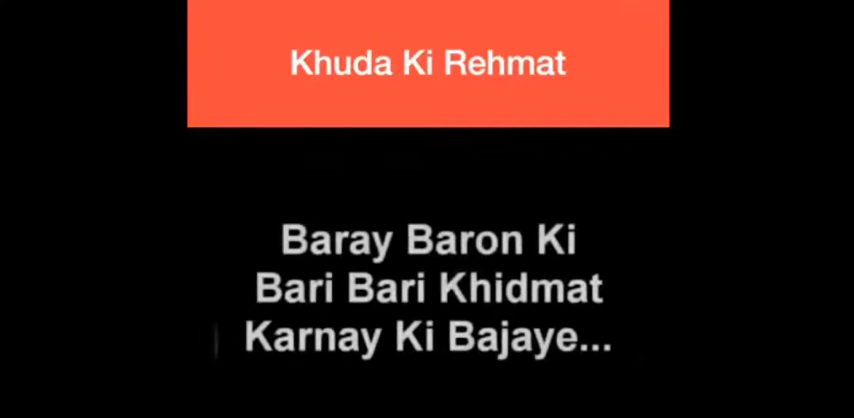 Khuda Ki Rehmat
Baray Baron Ki
Bari Bari Khidmat
Karnay Ki Bajaye...